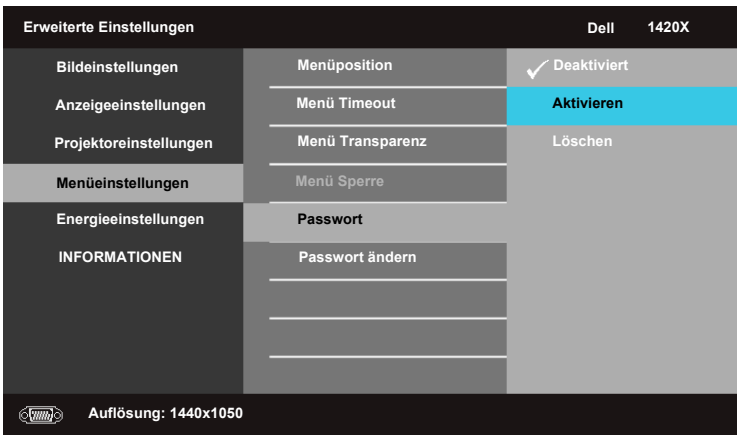 Erweiterte Einstellungen Dell 1420X
Bildeinstellungen Menüposition Deaktiviert
Anzeigeeinstellungen Menü Timeout Aktivieren
Projektoreinstellungen Menü Transparenz Löschen
Menüeinstellungen Menü Sperre
Energieeinstellungen Passwort
INFORMATIONEN Passwort ändern
Auflösung: 1440x1050